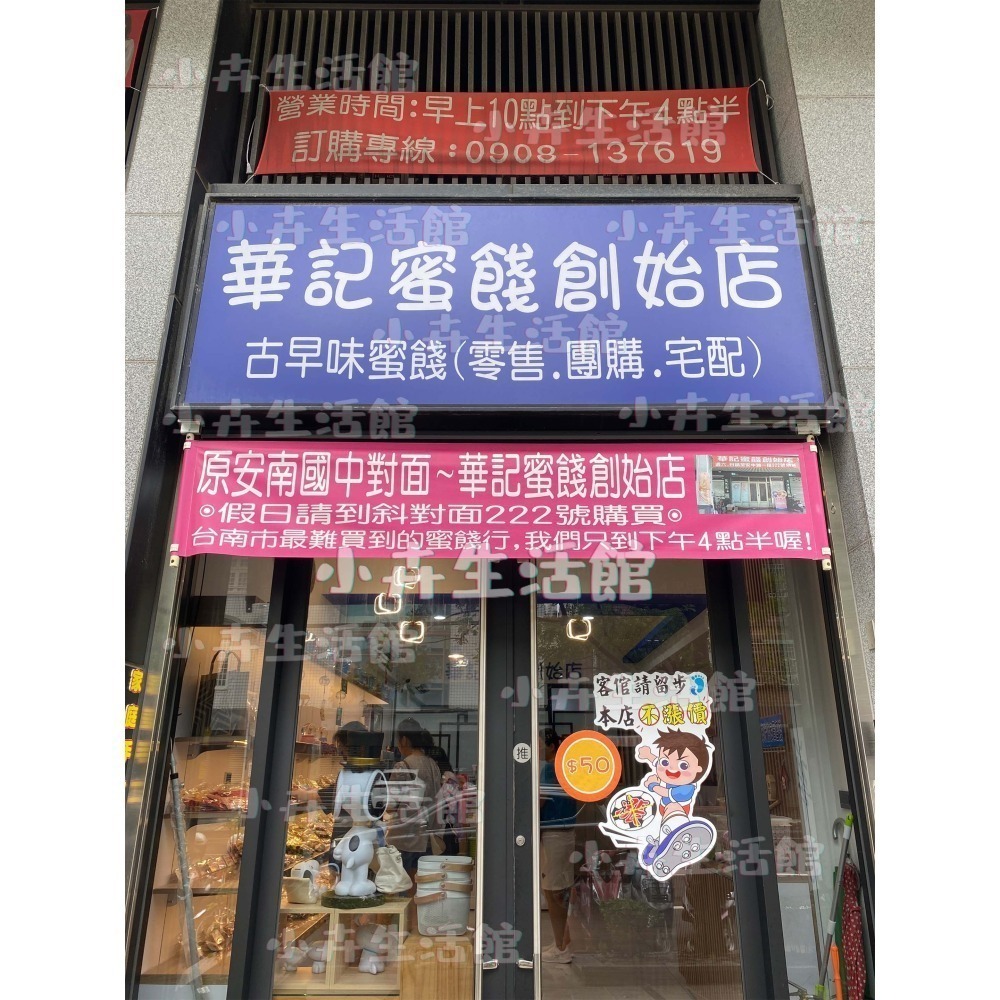 營業時間:早上10點到下午4點半
訂購專線:0908-137619
華記蜜餞創始店
古早味蜜餞(零售.團購.宅配)
原安南國中對面~華記蜜餞創始店
◎假日請到斜對面222號購買◎
台南市最難買到的蜜餞行,我們只到下午4點半喔!
小卉生活館
客倌請留步
本店不漲價
$50
推
始店